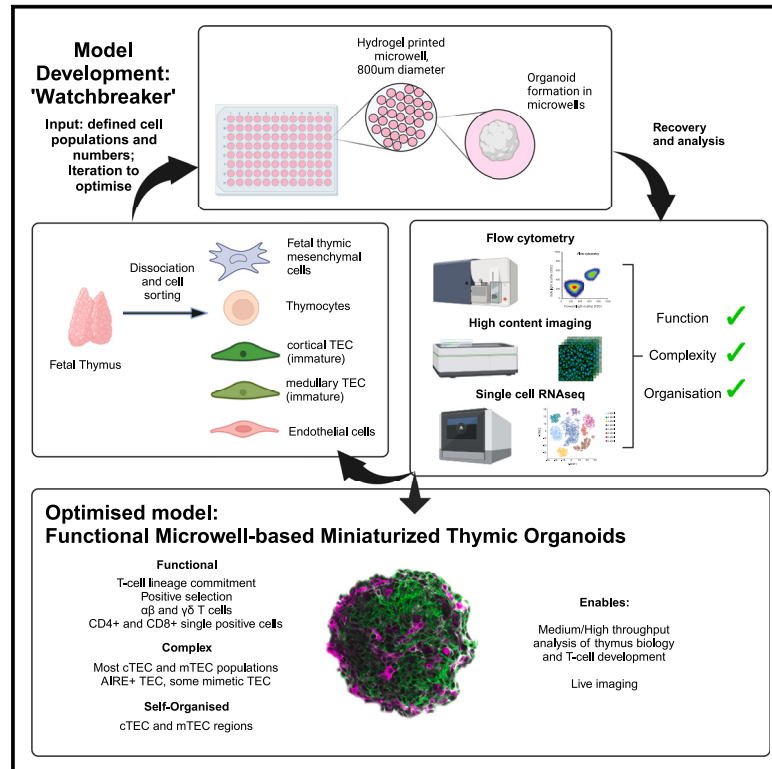 Model
Development:
'Watchbreaker'
Input: defined cell
populations and
numbers;
Iteration to
optimise
Hydrogel printed
microwell,
800um diameter
Organoid
formation in
microwells
Recovery
and analysis
Fetal Thymus
Dissociation
and cell
sorting
Fetal thymic
mesenchymal
cells
Thymocytes
cortical TEC
(immature)
medullary TEC
(immature)
Endothelial cells
Flow cytometry
Flow cytometry
High content imaging
Single cell RNAseq
Function
Complexity
Organisation
Optimised model:
Functional Microwell-based Miniaturized Thymic Organoids
Functional
T-cell lineage commitment
Positive selection
αβ and γδ T cells
CD4+ and CD8+ single positive cells
Complex
Most cTEC and mTEC populations
AIRE+ TEC, some mimetic TEC
Self-Organised
cTEC and mTEC regions
Enables:
Medium/High throughput
analysis of thymus biology
and T-cell development
Live imaging